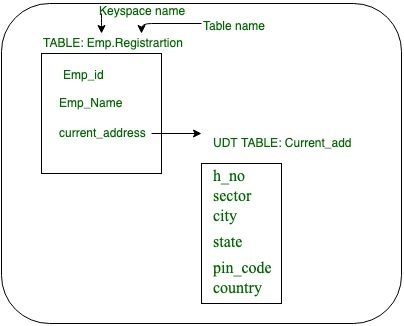 Keyspace name
Table name
TABLE: Emp.Registrartion
Emp_id
Emp_Name
current_address
UDT TABLE: Current_add
h_no
sector
city
state
pin_code
country